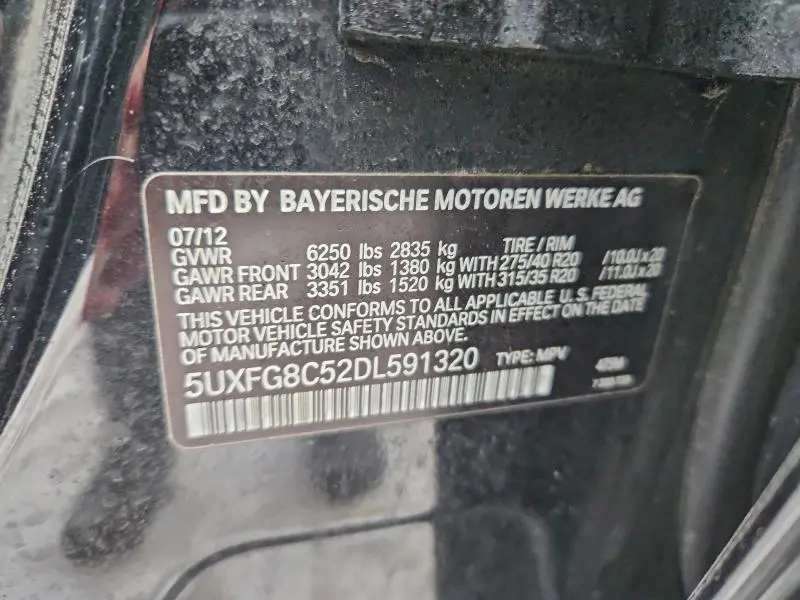 MFD BY BAYERISCHE MOTOREN WERKE AG
07/12 TIRE / RIM
GVWR 6250 lbs 2835 kg
GAWR FRONT 3042 lbs 1380 kg WITH 275/40 R20 /10.0J x 20
GAWR REAR 3351 lbs 1520 kg WITH 315/35 R20 /11.0J x 20
THIS VEHICLE CONFORMS TO ALL APPLICABLE U.S. FEDERAL
MOTOR VEHICLE SAFETY STANDARDS IN EFFECT ON THE DATE
OF MANUFACTURE SHOWN ABOVE.
5UXFG8C52DL591320 TYPE: MPV